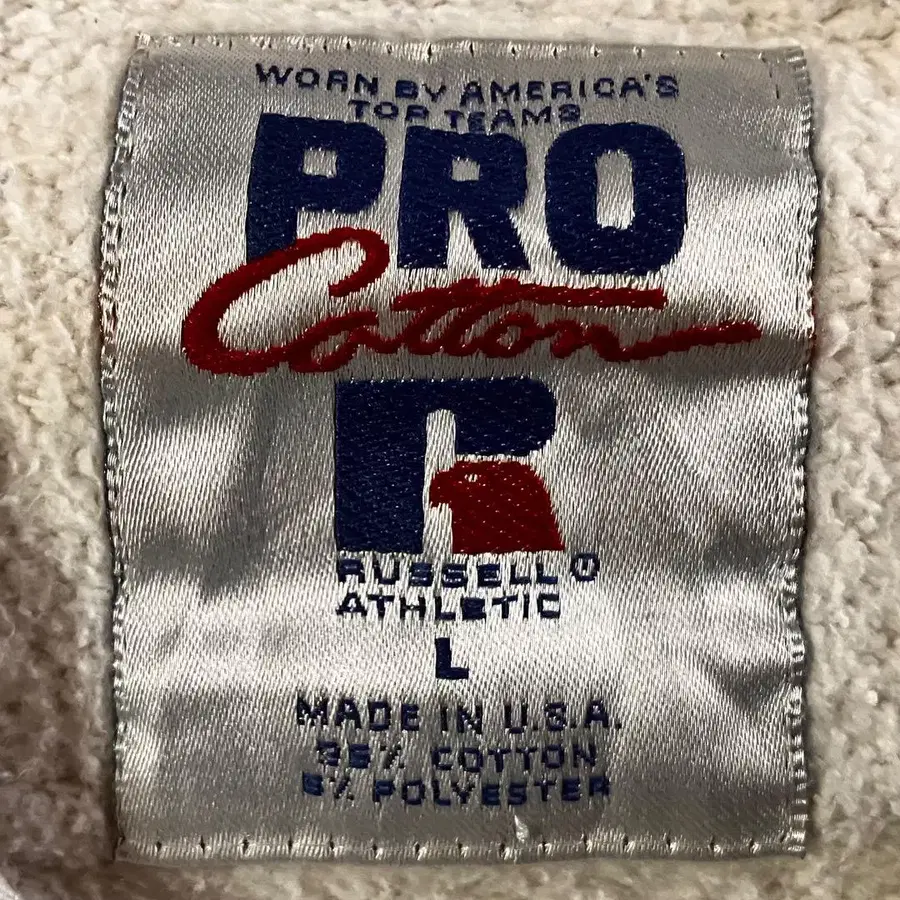 WORN BY AMERICA'S
TOP TEAMS
PRO
Cotton
RUSSELL®
ATHLETIC
L
MADE IN U.S.A.
95% COTTON
5% POLYESTER